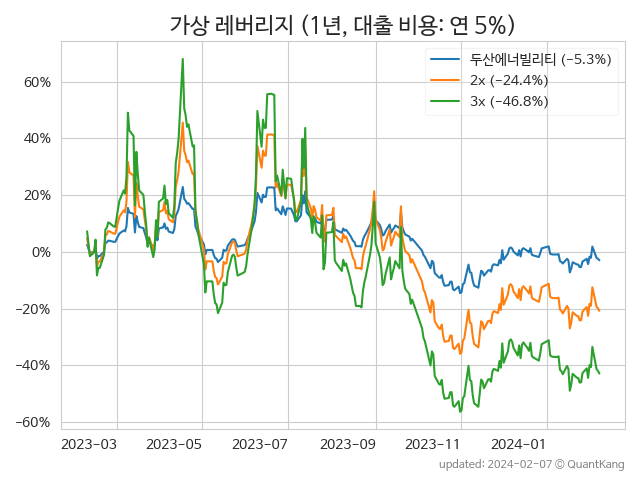 가상 레버리지 (1년, 대출 비용: 연 5%)
두산에너빌리티 (−5.3%)
2x (−24.4%)
3x (−46.8%)
60%
40%
20%
0%
−20%
−40%
−60%
2023-03 2023-05 2023-07 2023-09 2023-11 2024-01
updated: 2024-02-07 © QuantKang